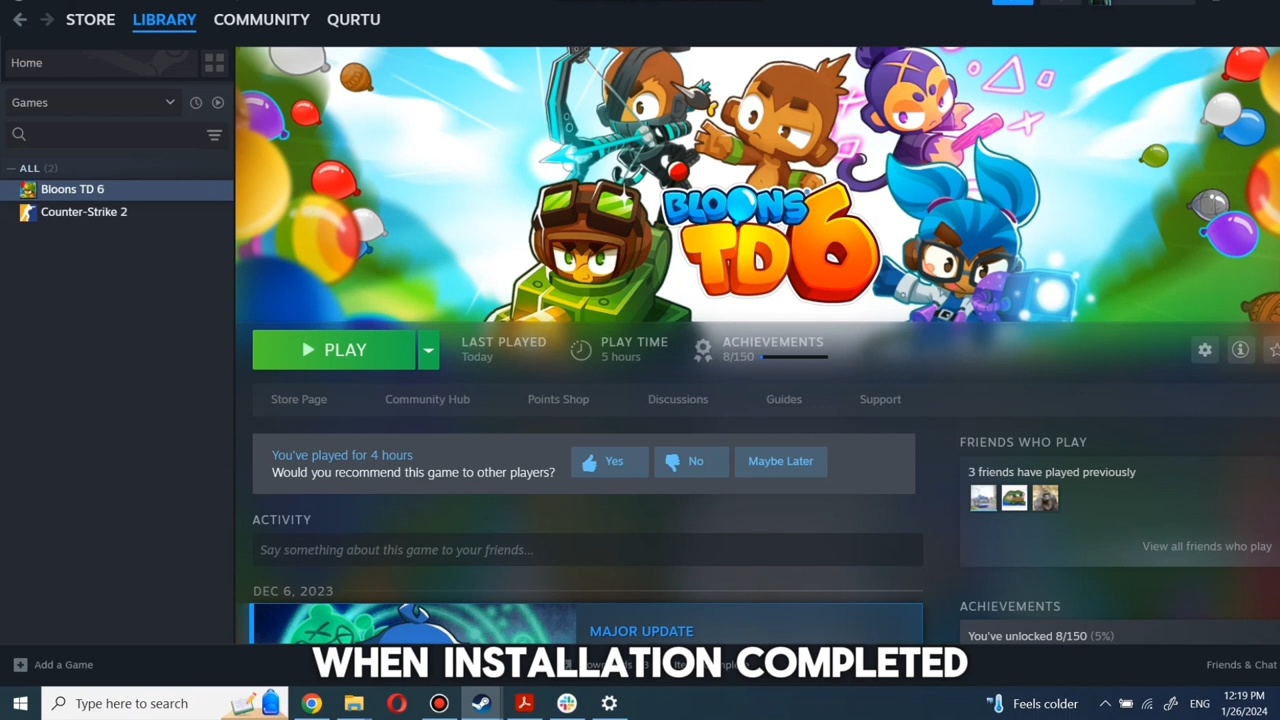 STORE LIBRARY COMMUNITY QURTU
Home
Games
ALL (2)
Bloons TD 6
Counter-Strike 2
BLOONS
TD6
PLAY
LAST PLAYED
Today
PLAY TIME
5 hours
ACHIEVEMENTS
8/150
Store Page Community Hub Points Shop Discussions Guides Support
You've played for 4 hours
Would you recommend this game to other players?
Yes No Maybe Later
FRIENDS WHO PLAY
3 friends have played previously
View all friends who play
ACTIVITY
Say something about this game to your friends...
DEC 6, 2023
MAJOR UPDATE
ACHIEVEMENTS
You've unlocked 8/150 (5%)
WHEN INSTALLATION COMPLETED
Add a Game
Friends & Chat
Type here to search
Feels colder
ENG
12:19 PM
1/26/2024